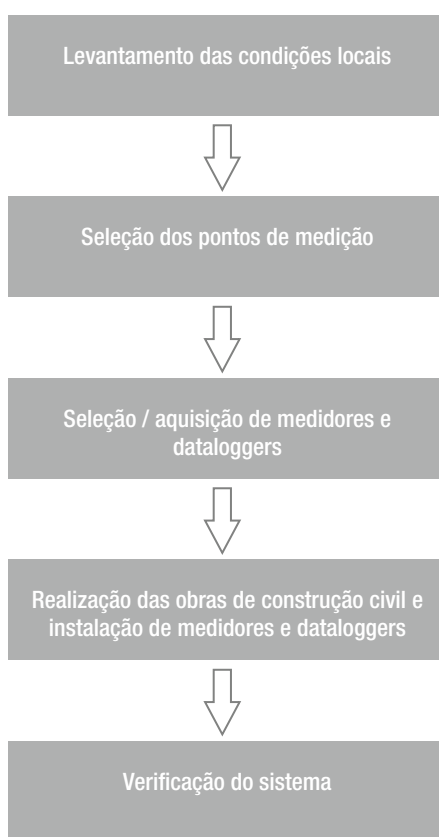 Levantamento das condições locais
Seleção dos pontos de medição
Seleção / aquisição de medidores e
dataloggers
Realização das obras de construção civil e
instalação de medidores e dataloggers
Verificação do sistema